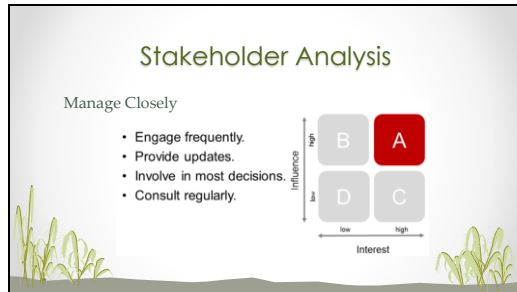 Stakeholder Analysis
Manage Closely
• Engage frequently.
• Provide updates.
• Involve in most decisions.
• Consult regularly.
Influence
high
low
B
A
D
C
low
high
Interest